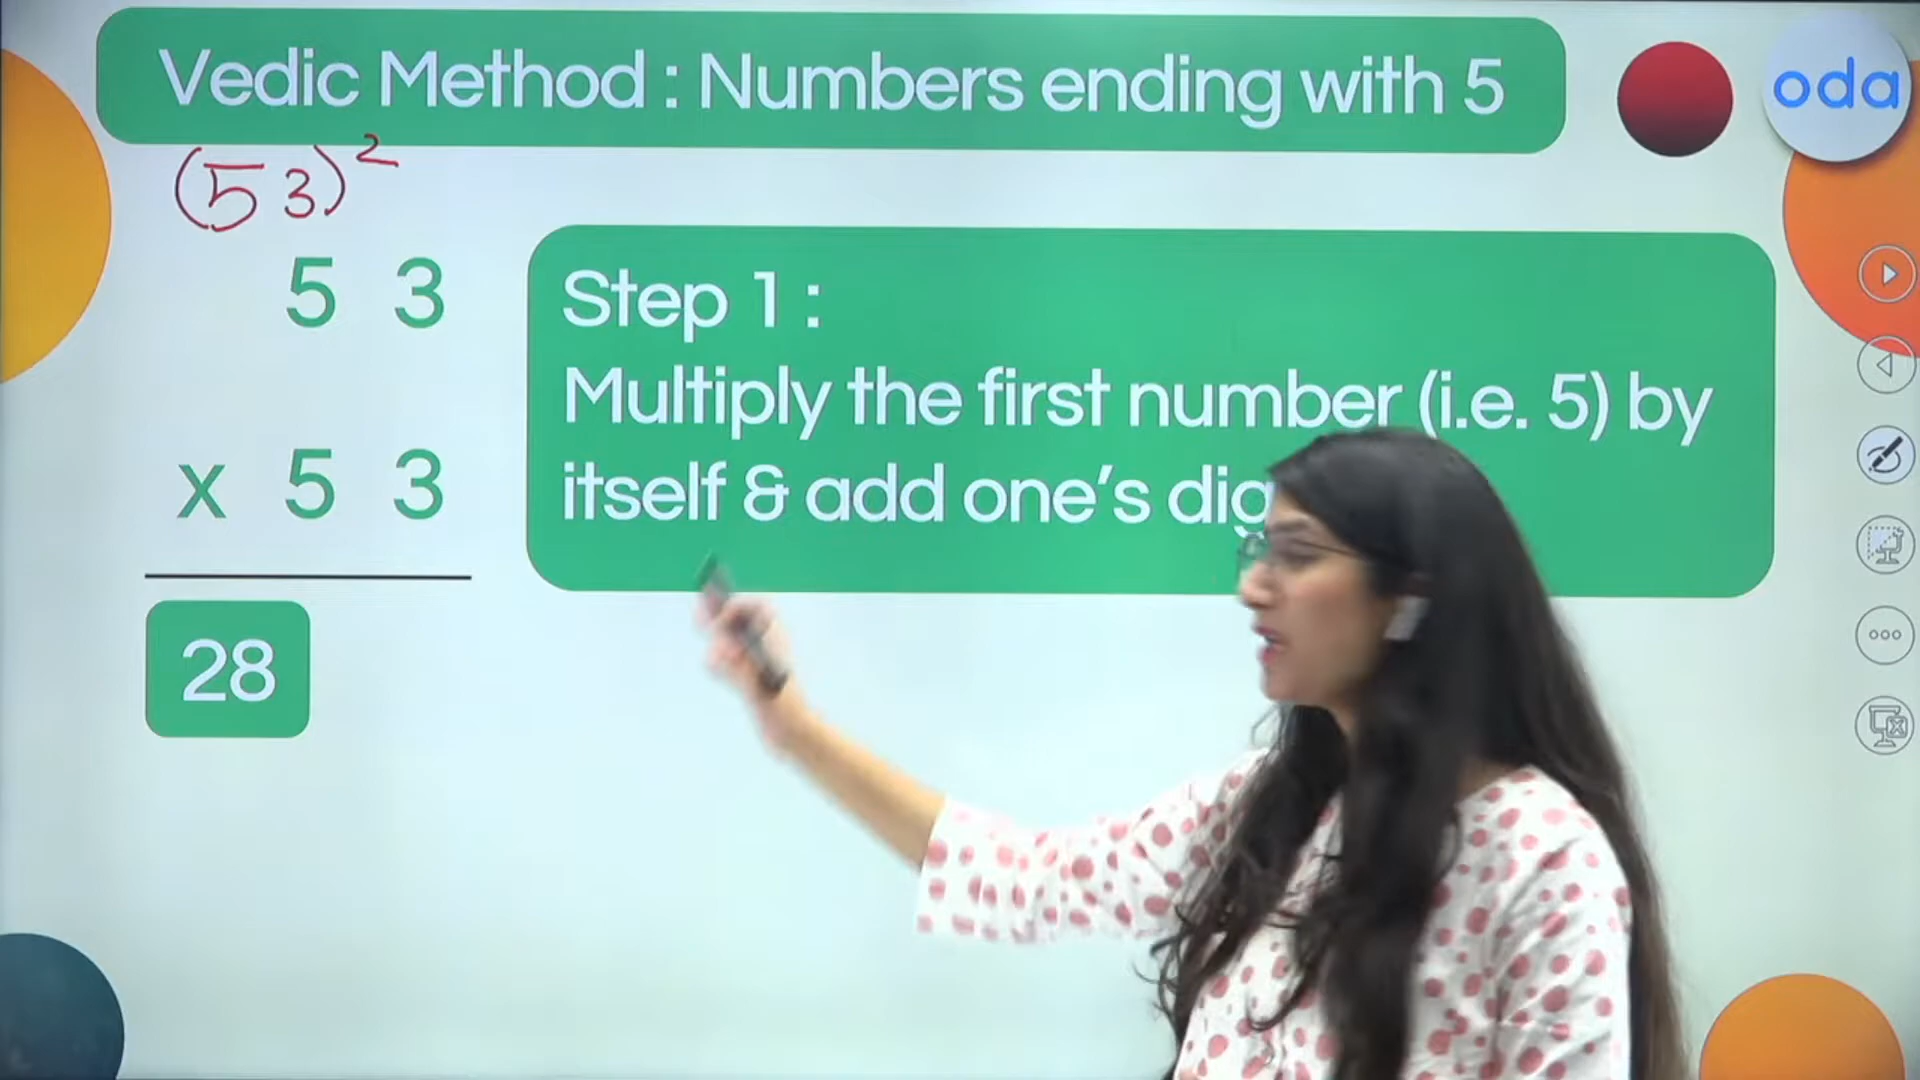 Vedic Method : Numbers ending with 5
oda
(53)²
5 3
x 5 3
28
Step 1 :
Multiply the first number (i.e. 5) by
itself & add one's